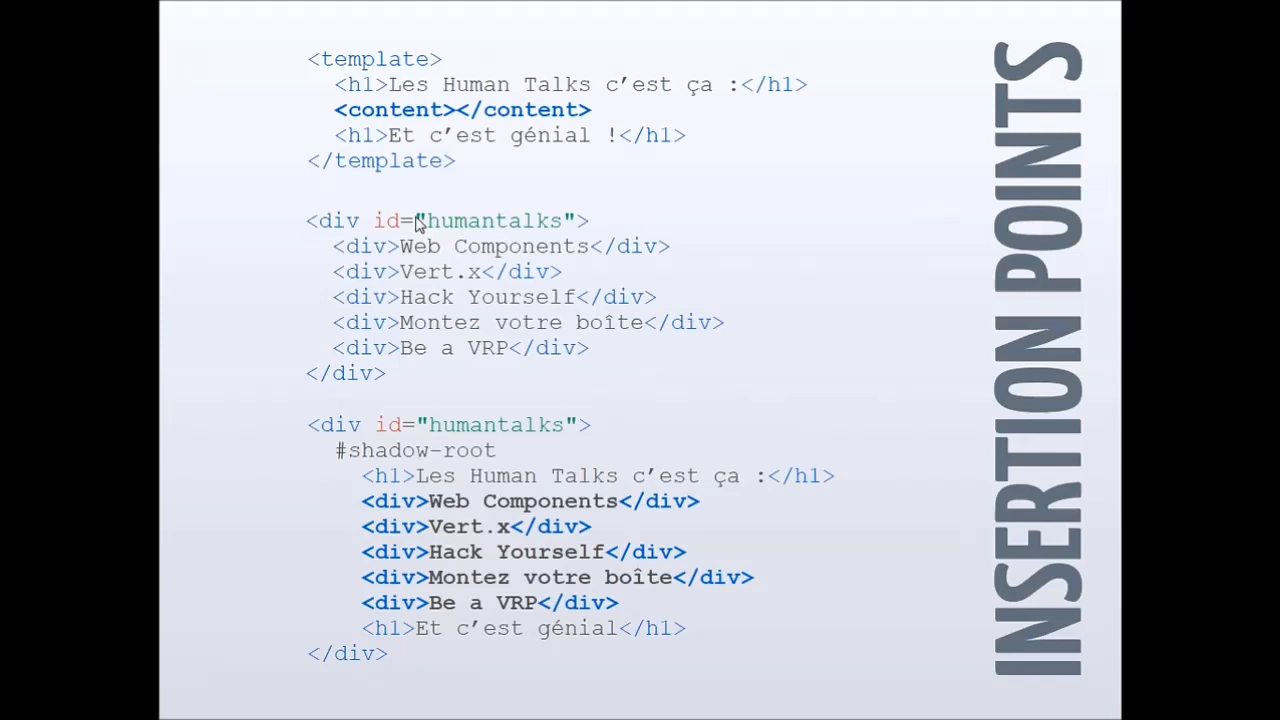 <template>
<h1>Les Human Talks c’est ça :</h1>
<content></content>
<h1>Et c’est génial !</h1>
</template>
<div id="humantalks">
<div>Web Components</div>
<div>Vert.x</div>
<div>Hack Yourself</div>
<div>Montez votre boîte</div>
<div>Be a VRP</div>
</div>
<div id="humantalks">
#shadow-root
<h1>Les Human Talks c’est ça :</h1>
<div>Web Components</div>
<div>Vert.x</div>
<div>Hack Yourself</div>
<div>Montez votre boîte</div>
<div>Be a VRP</div>
<h1>Et c’est génial</h1>
</div>
INSERTION POINTS